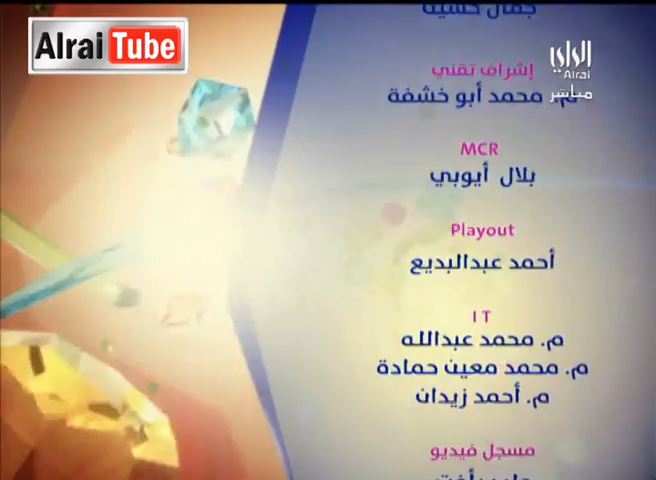 Alrai Tube
الراي
Alrai
مباشر
إشراف تقني
م. محمد أبو خشفة
MCR
بلال أيوبي
Playout
أحمد عبدالبديع
IT
م. محمد عبدالله
م. محمد معين حمادة
م. أحمد زيدان
مسجل فيديو